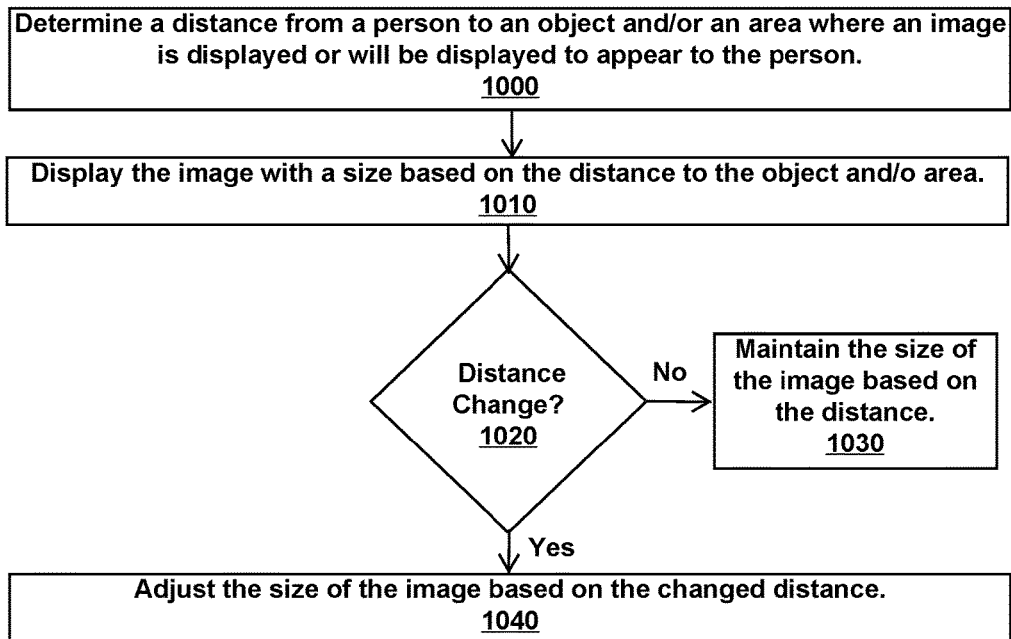 Determine a distance from a person to an object and/or an area where an image
is displayed or will be displayed to appear to the person.
1000
Display the image with a size based on the distance to the object and/o area.
1010
Distance
Change?
1020
No
Maintain the size of
the image based on
the distance.
1030
Yes
Adjust the size of the image based on the changed distance.
1040